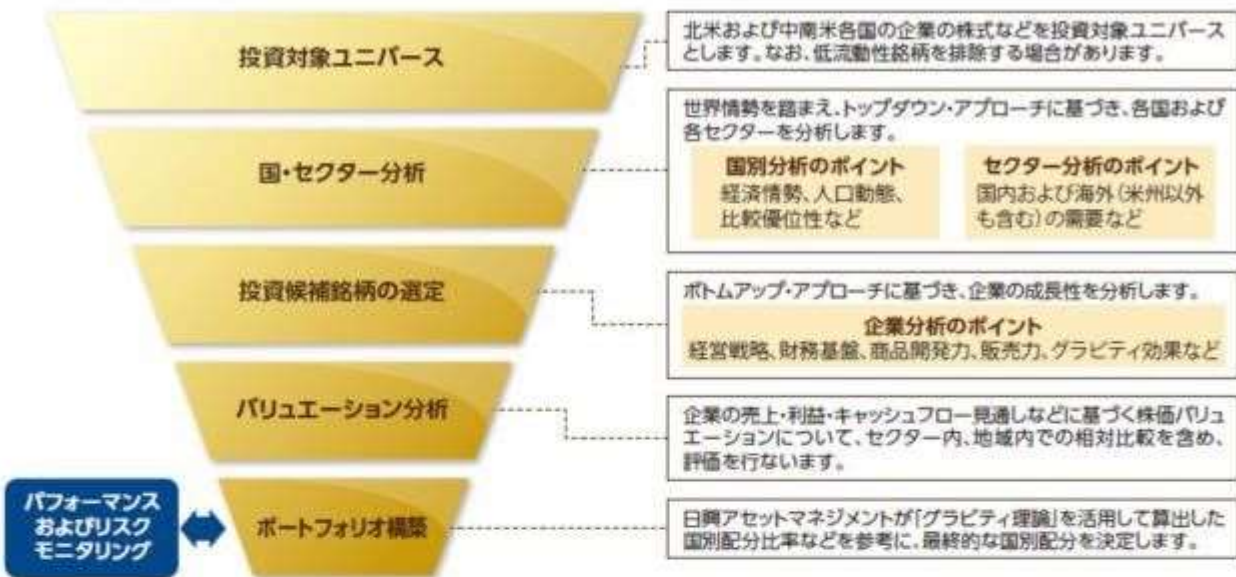 投資対象ユニバース
北米および中南米各国の企業の株式などを投資対象ユニバース
とします。なお、低流動性銘柄を排除する場合があります。
国・セクター分析
世界情勢を踏まえ、トップダウン・アプローチに基づき、各国および
各セクターを分析します。
国別分析のポイント
経済情勢、人口動態、
比較優位性など
セクター分析のポイント
国内および海外(米州以外
も含む)の需要など
投資候補銘柄の選定
ボトムアップ・アプローチに基づき、企業の成長性を分析します。
企業分析のポイント
経営戦略、財務基盤、商品開発力、販売力、グラビティ効果など
バリュエーション分析
企業の売上・利益・キャッシュフロー見通しなどに基づく株価バリュ
エーションについて、セクター内、地域内での相対比較を含め、
評価を行ないます。
パフォーマンス
およびリスク
モニタリング
ポートフォリオ構築
日興アセットマネジメントが「グラビティ理論」を活用して算出した
国別配分比率などを参考に、最終的な国別配分を決定します。